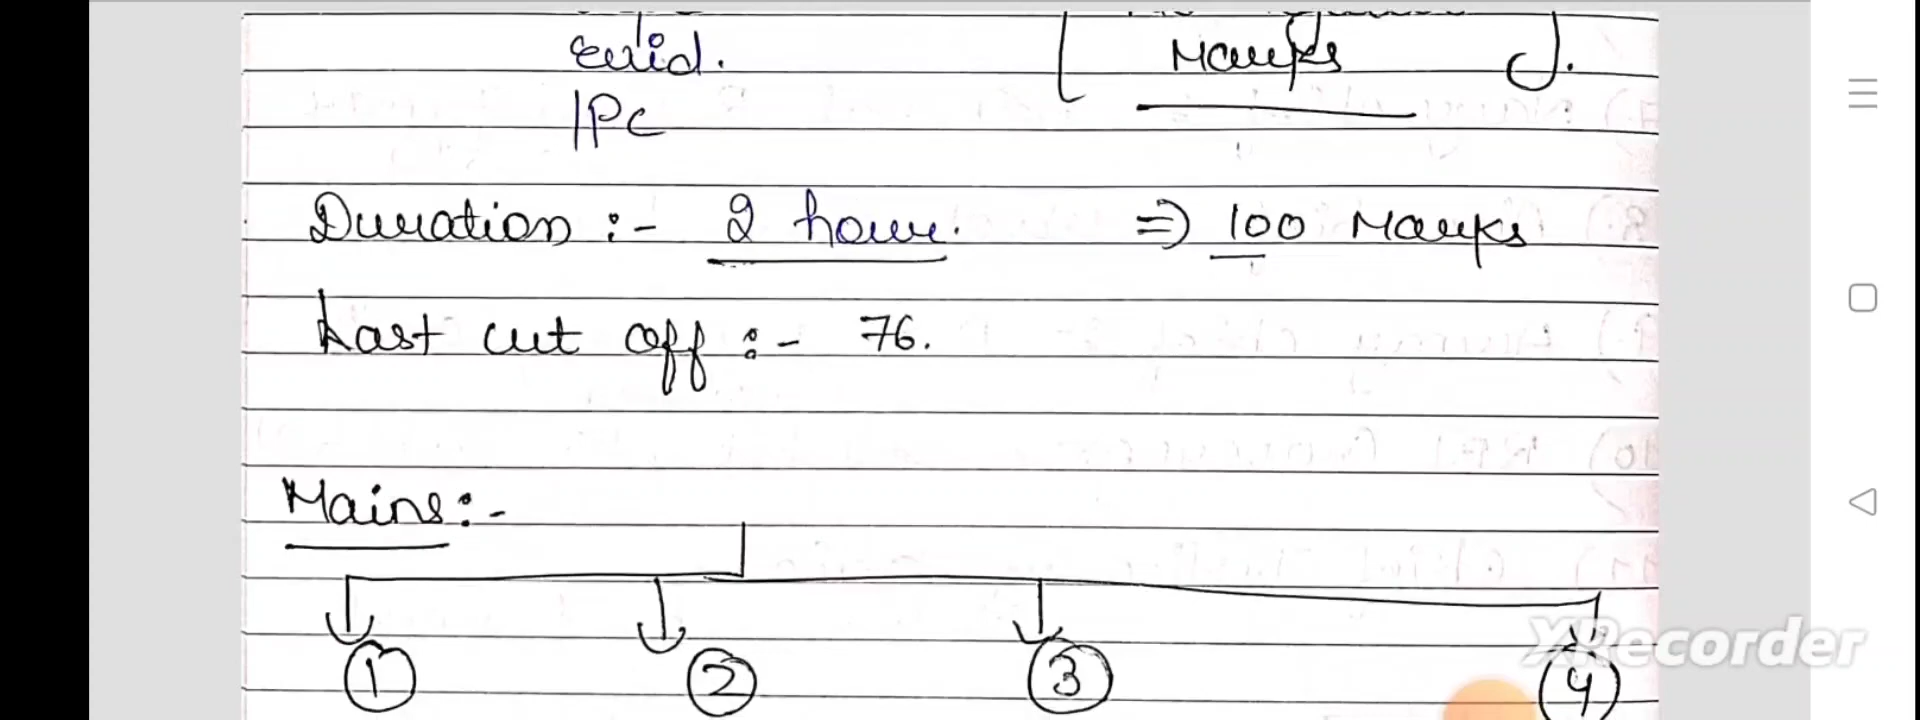 Evid.
Marks
IPC
Duration :- 2 hour. => 100 Marks
Last cut off :- 76.
Mains :-
1 2 3 4
XRecorder